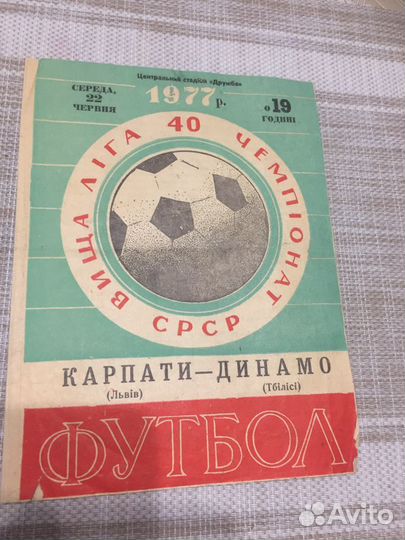 Центральний стадіон «Дружба»
СЕРЕДА,
22
ЧЕРВНЯ
1977 р.
о 19
ГОДИНІ
ВИЩА ЛІГА 40 ЧЕМПІОНАТ СРСР
КАРПАТИ—ДИНАМО
(Львів) (Тбілісі)
ФУТБОЛ
Avito